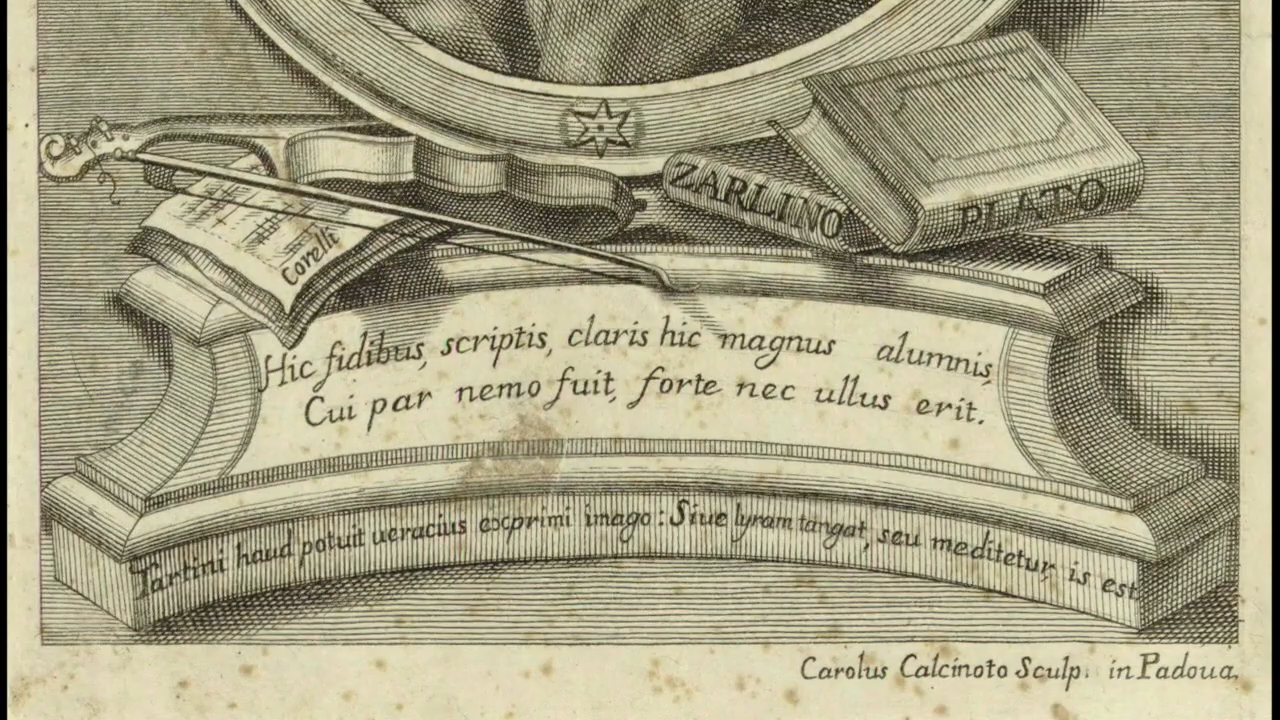 ZARLINO
PLATO
Corelli
Hic fidibus, scriptis, claris hic magnus alumnis,
Cui par nemo fuit, forte nec ullus erit.
Tartini haud potuit ueracius exprimi imago: Siue lyram tangat, seu meditetur, is est.
Carolus Calcinoto Sculp. in Padoua.